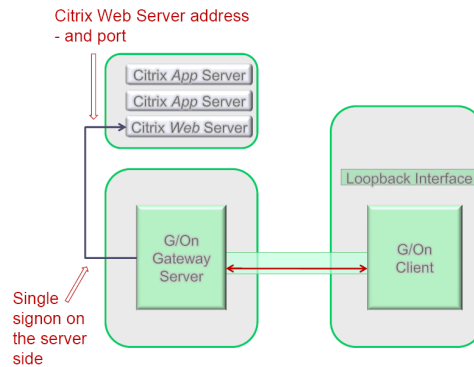 Citrix Web Server address
- and port
Citrix App Server
Citrix App Server
Citrix Web Server
Loopback Interface
G/On
Gateway
Server
G/On
Client
Single
signon on
the server
side